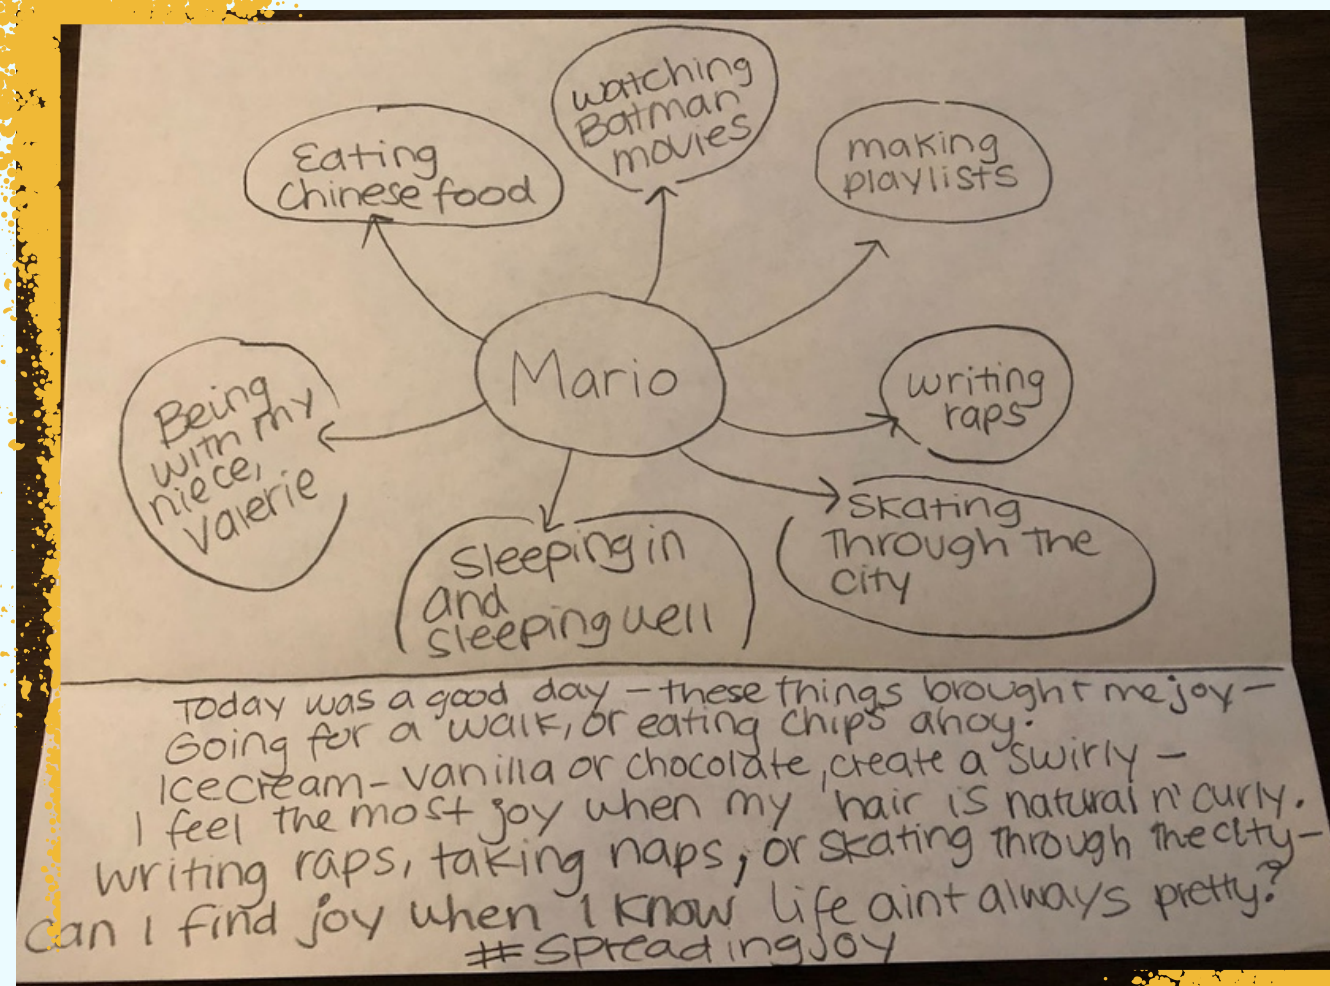 watching
Batman
movies
Eating
Chinese food
making
playlists
Mario
writing
raps
Being
with my
niece,
Valerie
Skating
Through The
city
Sleeping in
and
sleeping well
Today was a good day – these things brought me joy –
Going for a walk, or eating chips ahoy.
Icecream – vanilla or chocolate, create a swirly –
I feel the most joy when my hair is natural n' curly.
Writing raps, taking naps, or skating through the city –
Can I find joy when I know life aint always pretty?
#spreadingjoy